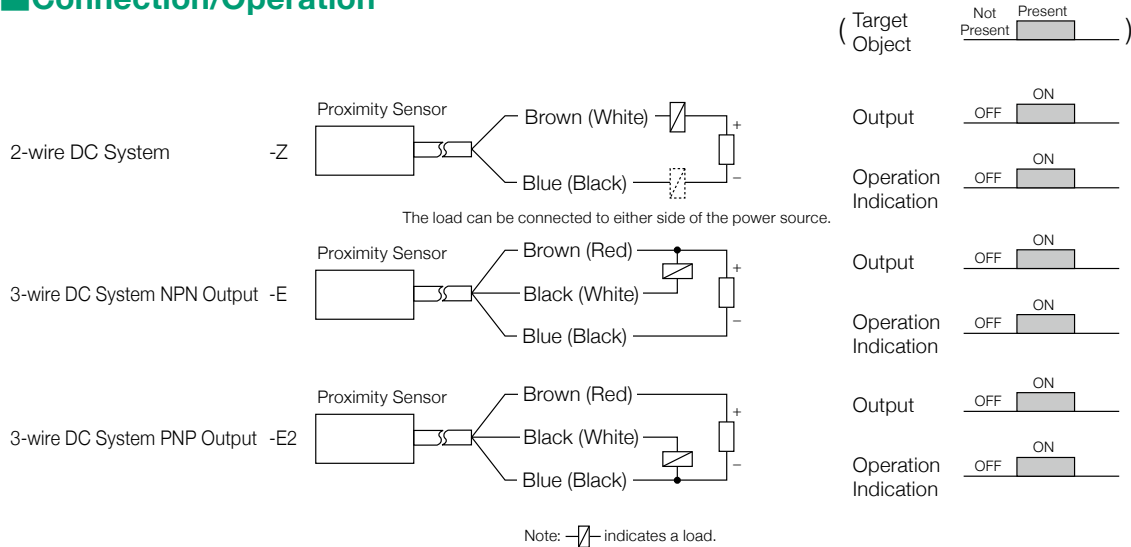 ■Connection/Operation
( Target Object )
Not Present
Present
2-wire DC System -Z
Proximity Sensor
Brown (White)
+
Blue (Black)
–
The load can be connected to either side of the power source.
Output
OFF
ON
Operation
Indication
OFF
ON
3-wire DC System NPN Output -E
Proximity Sensor
Brown (Red)
+
Black (White)
Blue (Black)
–
Output
OFF
ON
Operation
Indication
OFF
ON
3-wire DC System PNP Output -E2
Proximity Sensor
Brown (Red)
+
Black (White)
Blue (Black)
–
Output
OFF
ON
Operation
Indication
OFF
ON
Note: indicates a load.